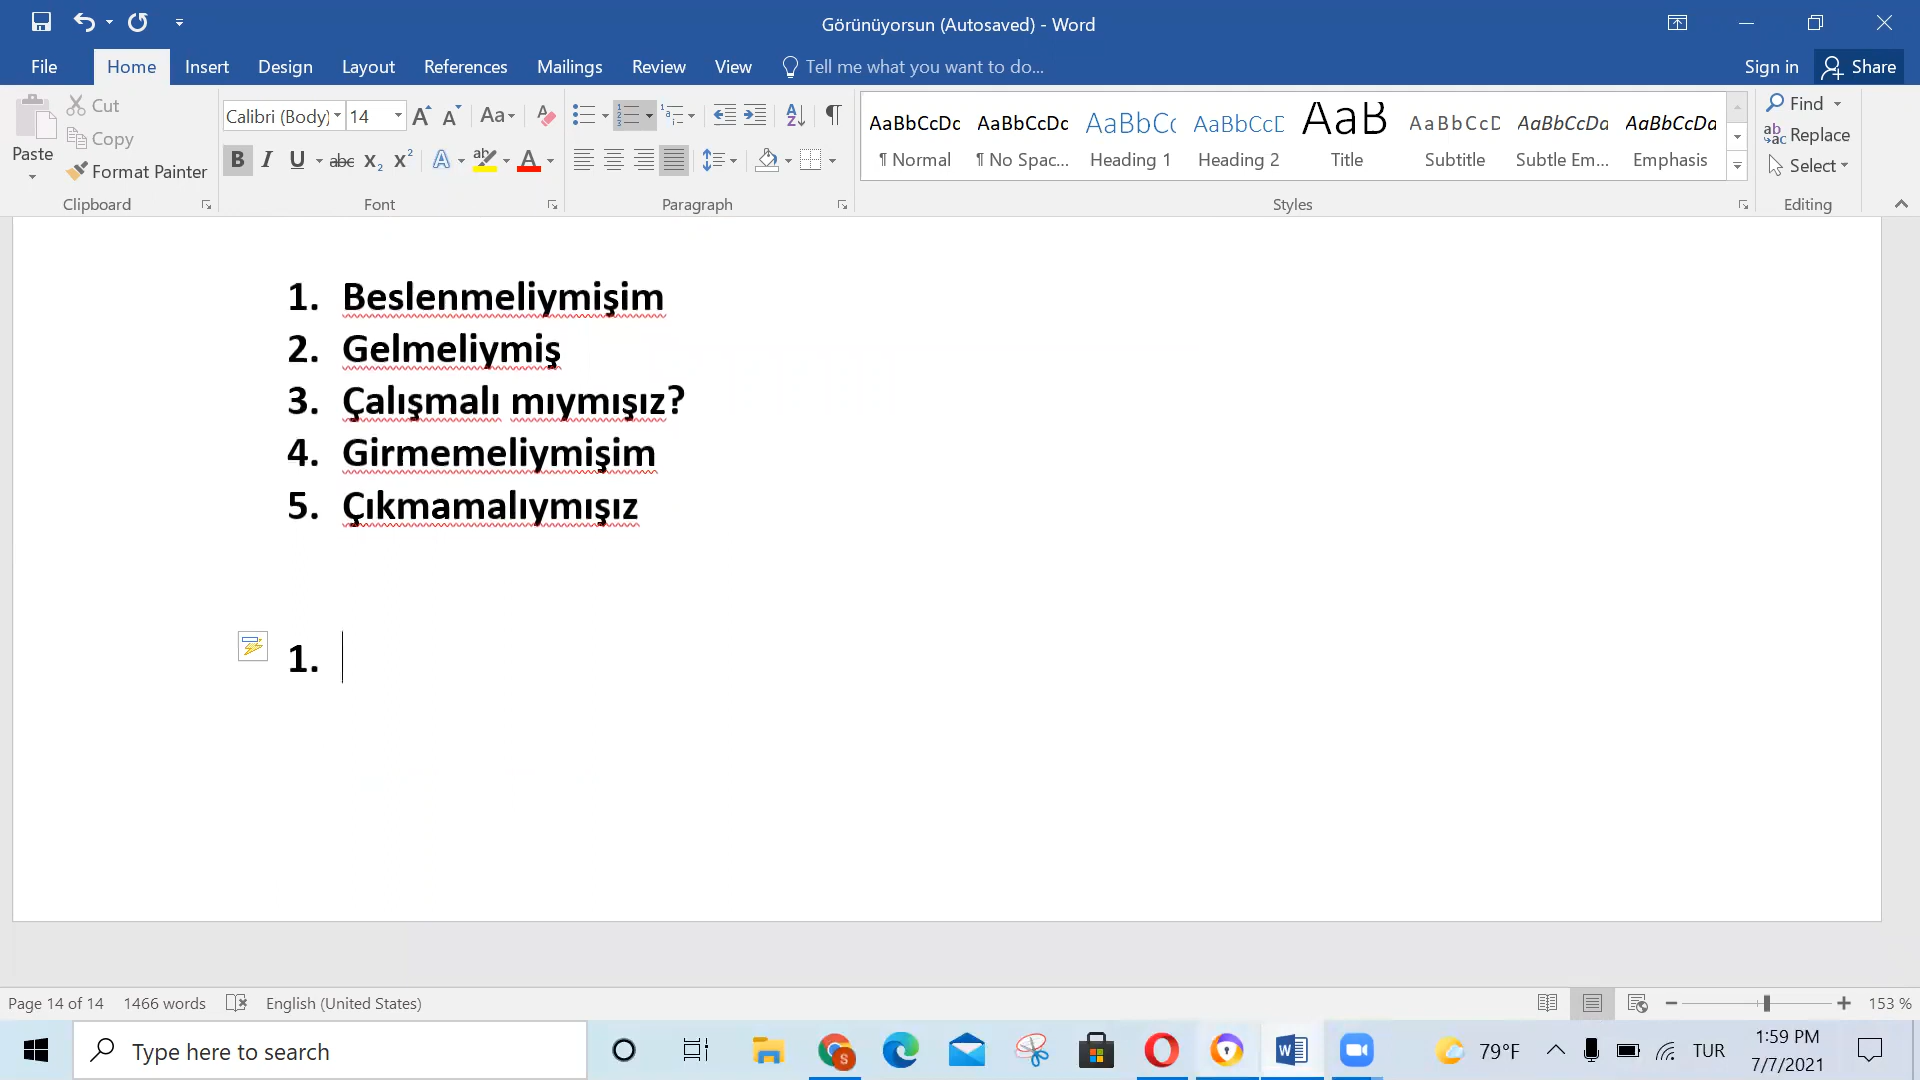 Görünüyorsun (Autosaved) - Word
File Home Insert Design Layout References Mailings Review View Tell me what you want to do... Sign in Share
Paste
Cut
Copy
Format Painter
Clipboard
Calibri (Body) 14
Font
Paragraph
AaBbCcDc AaBbCcDc AaBbCc AaBbCcD AaB AaBbCcD AaBbCcDd AaBbCcDd
¶ Normal ¶ No Spac... Heading 1 Heading 2 Title Subtitle Subtle Em... Emphasis
Styles
Find
Replace
Select
Editing
1. Beslenmeliymişim
2. Gelmeliymiş
3. Çalışmalı mıymışız?
4. Girmemeliymişim
5. Çıkmamalıymışız
1.
Page 14 of 14 1466 words English (United States) 153 %
Type here to search
79°F TUR
1:59 PM
7/7/2021